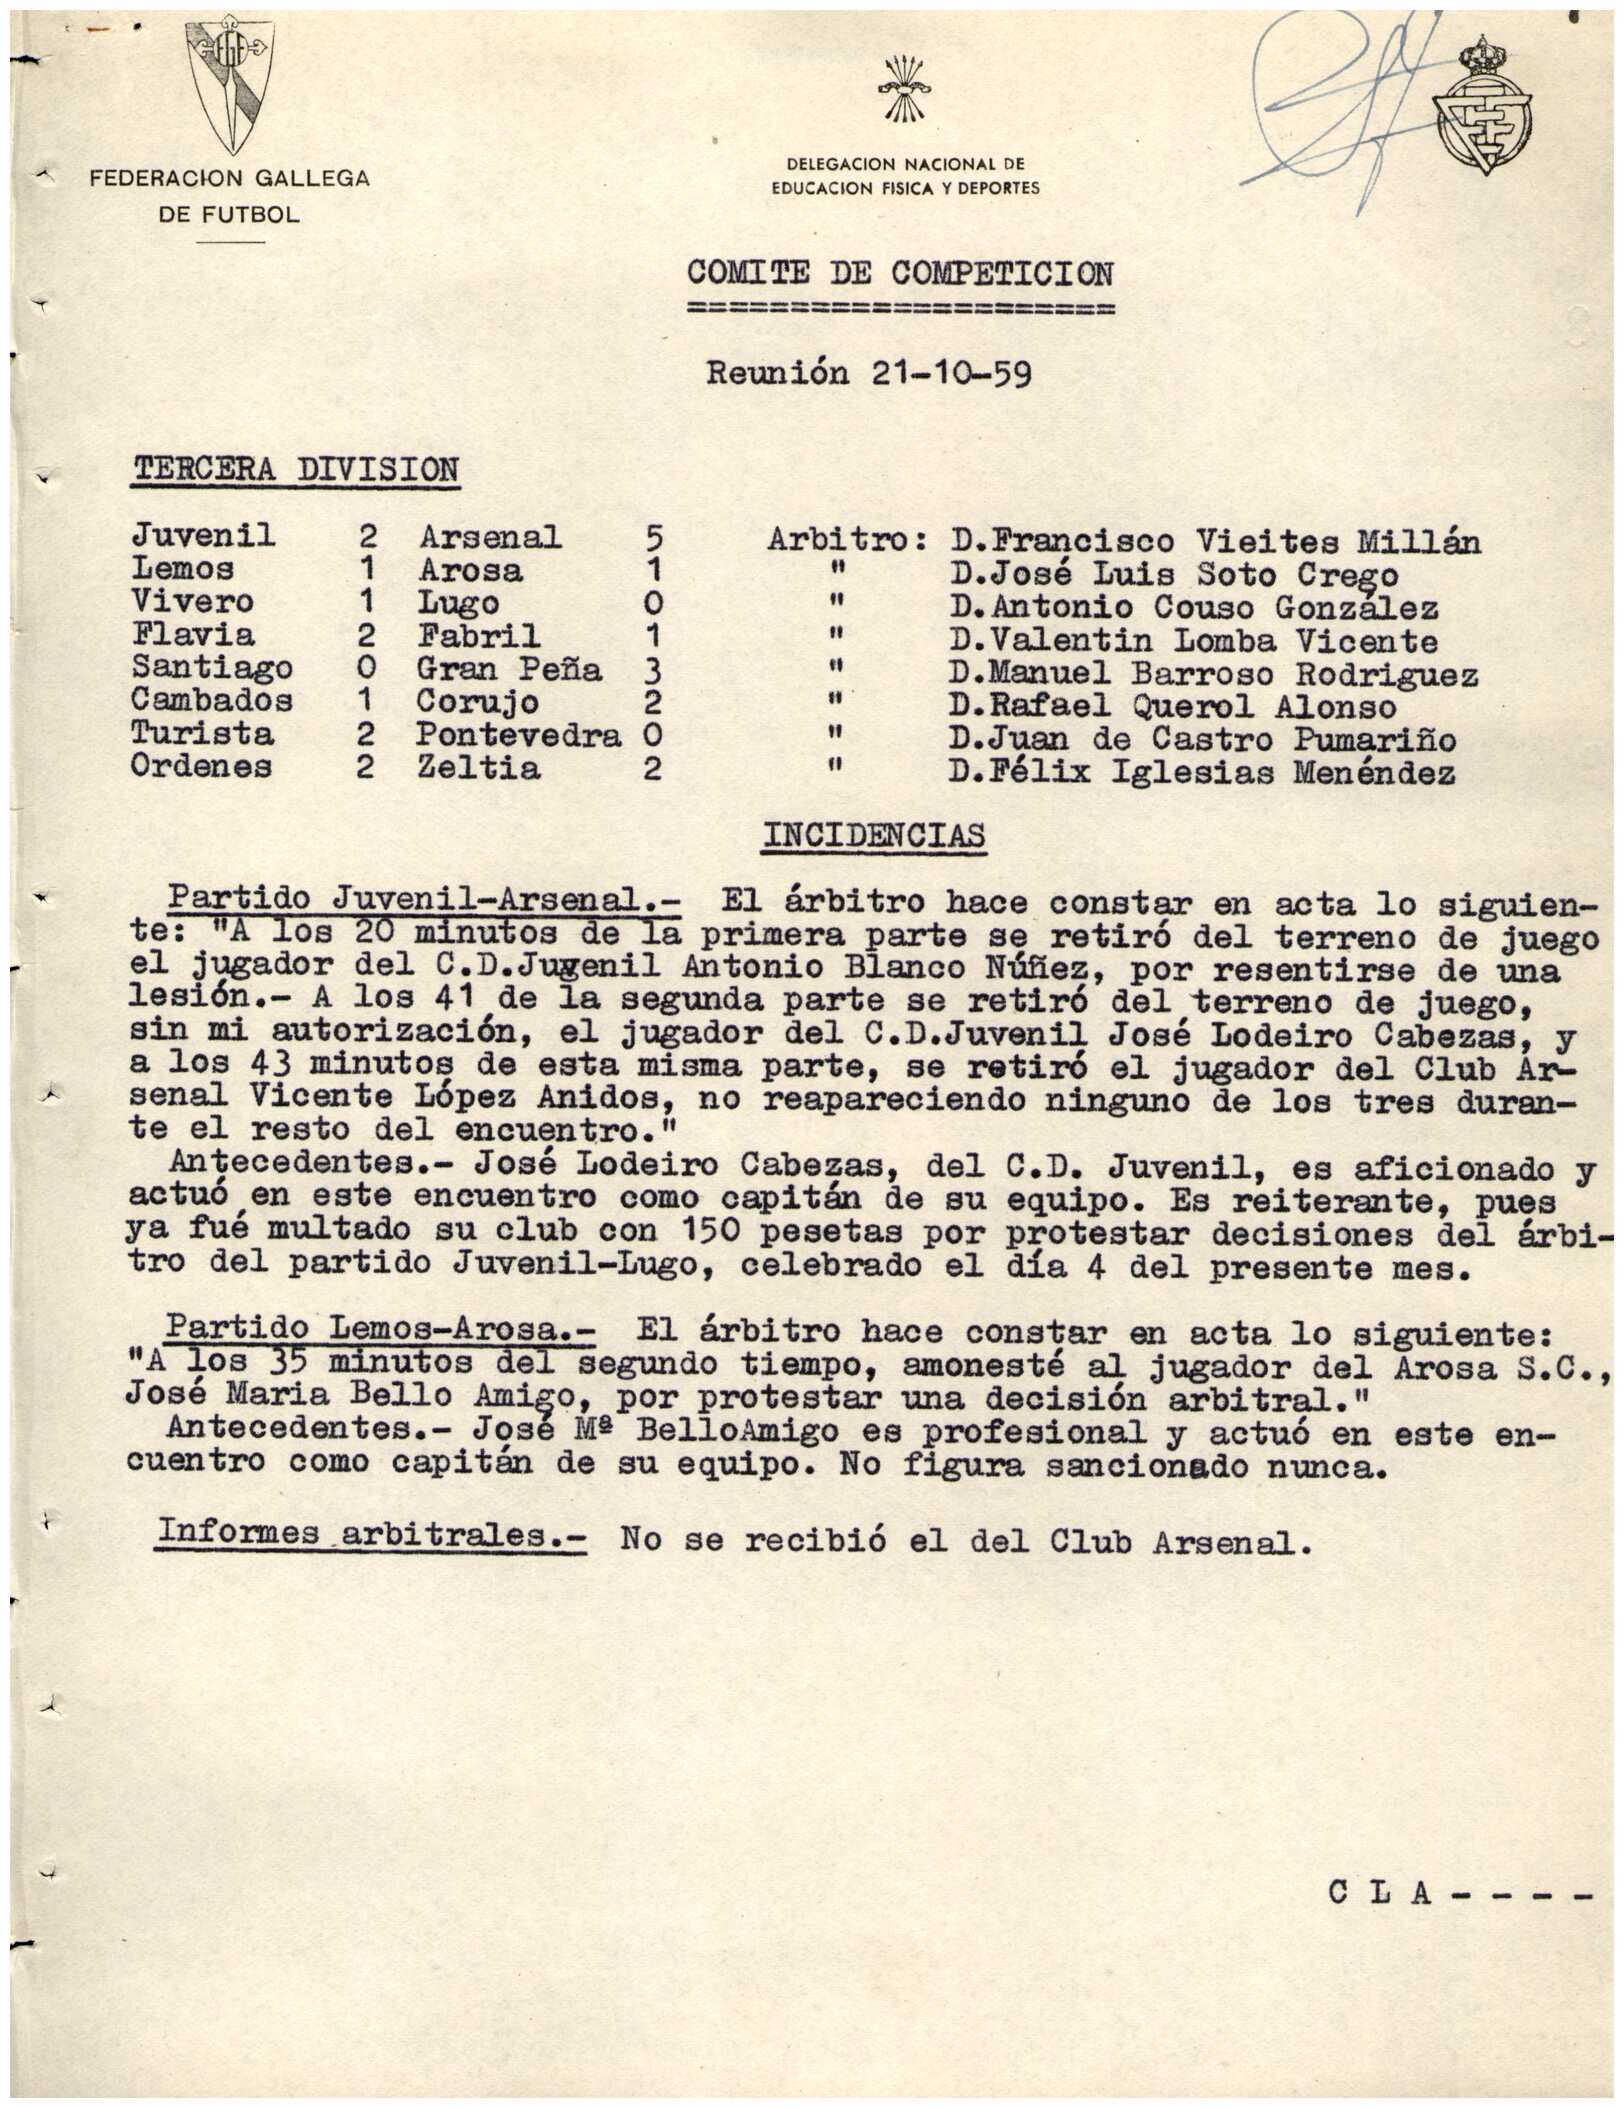 FGF
FEDERACION GALLEGA
DE FUTBOL
DELEGACION NACIONAL DE
EDUCACION FISICA Y DEPORTES
COMITE DE COMPETICION
=====================
Reunión 21-10-59
TERCERA DIVISION
Juvenil 2 Arsenal 5 Arbitro: D.Francisco Vieites Millán
Lemos 1 Arosa 1 " D.José Luis Soto Crego
Vivero 1 Lugo 0 " D.Antonio Couso González
Flavia 2 Fabril 1 " D.Valentin Lomba Vicente
Santiago 0 Gran Peña 3 " D.Manuel Barroso Rodriguez
Cambados 1 Corujo 2 " D.Rafael Querol Alonso
Turista 2 Pontevedra 0 " D.Juan de Castro Pumariño
Ordenes 2 Zeltia 2 " D.Félix Iglesias Menéndez
INCIDENCIAS
Partido Juvenil-Arsenal.- El árbitro hace constar en acta lo siguien-
te: "A los 20 minutos de la primera parte se retiró del terreno de juego
el jugador del C.D.Juvenil Antonio Blanco Núñez, por resentirse de una
lesión.- A los 41 de la segunda parte se retiró del terreno de juego,
sin mi autorización, el jugador del C.D.Juvenil José Lodeiro Cabezas, y
a los 43 minutos de esta misma parte, se retiró el jugador del Club Ar-
senal Vicente López Anidos, no reapareciendo ninguno de los tres duran-
te el resto del encuentro."
Antecedentes.- José Lodeiro Cabezas, del C.D. Juvenil, es aficionado y
actuó en este encuentro como capitán de su equipo. Es reiterante, pues
ya fué multado su club con 150 pesetas por protestar decisiones del árbi-
tro del partido Juvenil-Lugo, celebrado el día 4 del presente mes.
Partido Lemos-Arosa.- El árbitro hace constar en acta lo siguiente:
"A los 35 minutos del segundo tiempo, amonesté al jugador del Arosa S.C.,
José Maria Bello Amigo, por protestar una decisión arbitral."
Antecedentes.- José Mª BelloAmigo es profesional y actuó en este en-
cuentro como capitán de su equipo. No figura sancionado nunca.
Informes arbitrales.- No se recibió el del Club Arsenal.
C L A - - - -